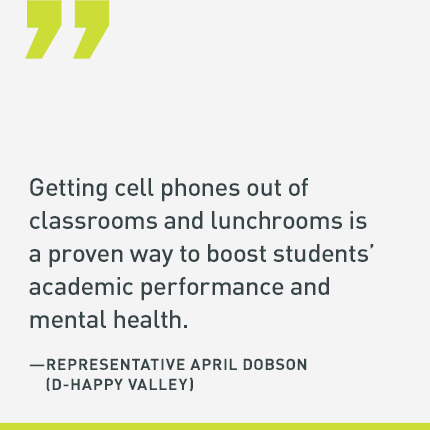 ”
Getting cell phones out of
classrooms and lunchrooms is
a proven way to boost students’
academic performance and
mental health.
—REPRESENTATIVE APRIL DOBSON
(D-HAPPY VALLEY)